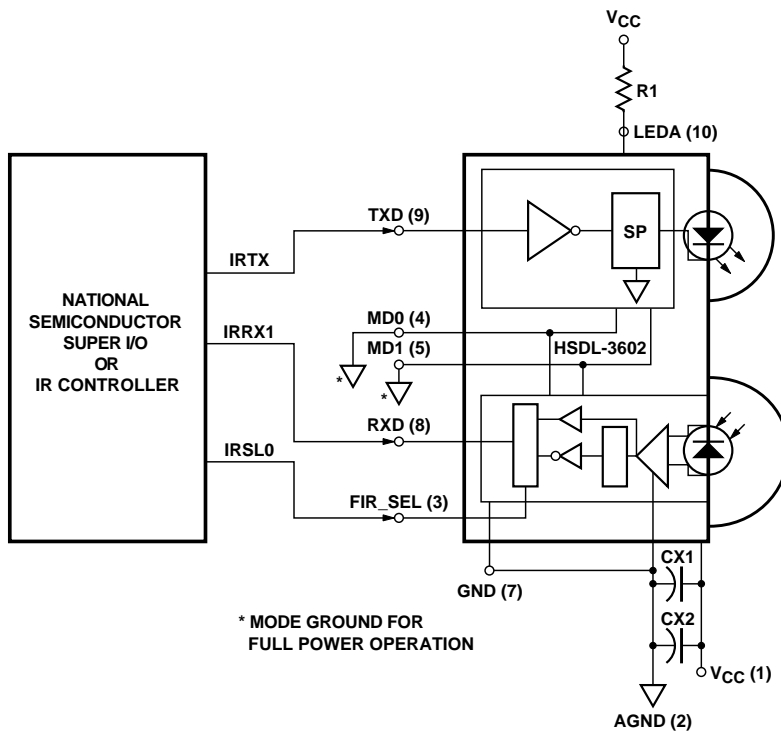 VCC
R1
LEDA (10)
TXD (9)
SP
IRTX
NATIONAL
SEMICONDUCTOR
SUPER I/O
OR
IR CONTROLLER
MD0 (4)
*
MD1 (5)
*
HSDL-3602
IRRX1
RXD (8)
IRSL0
FIR_SEL (3)
GND (7)
CX1
* MODE GROUND FOR
FULL POWER OPERATION
CX2
VCC (1)
AGND (2)